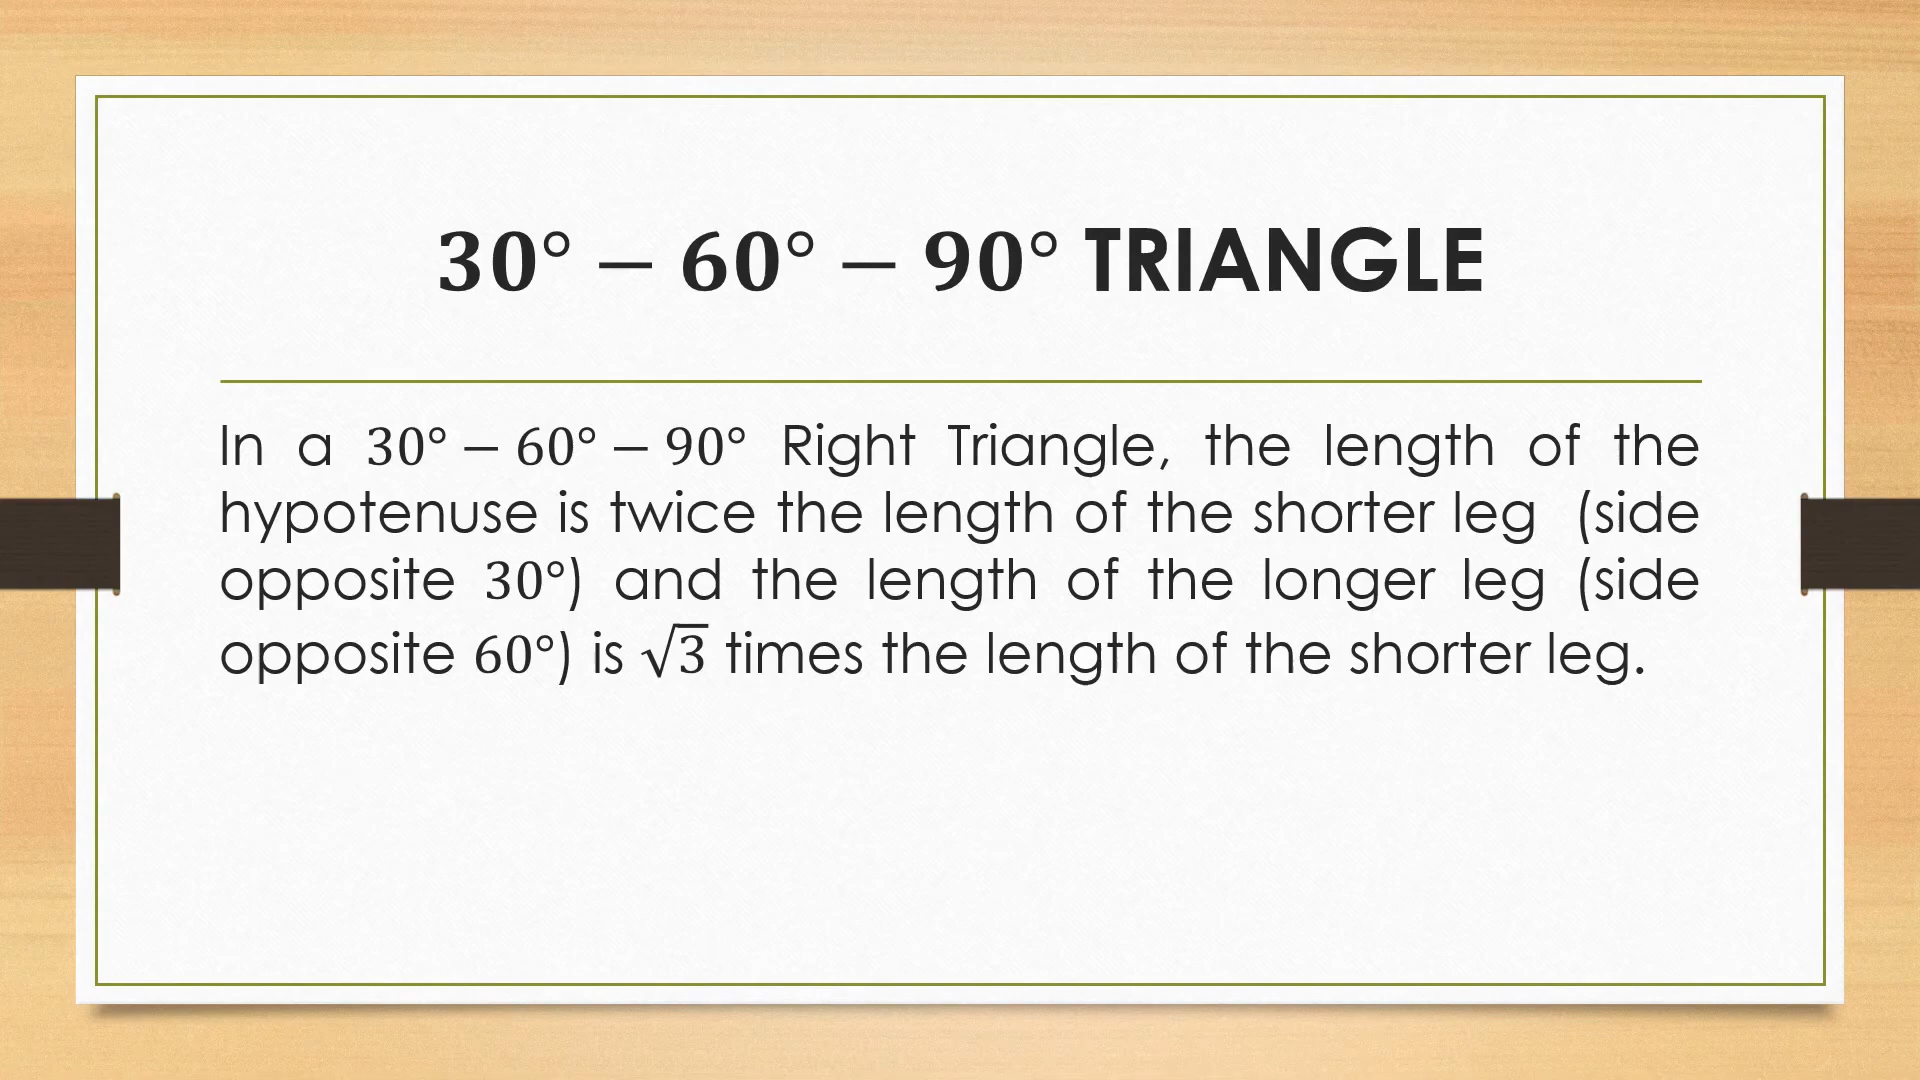 30° − 60° − 90° TRIANGLE
In a 30° − 60° − 90° Right Triangle, the length of the
hypotenuse is twice the length of the shorter leg (side
opposite 30°) and the length of the longer leg (side
opposite 60°) is √3 times the length of the shorter leg.